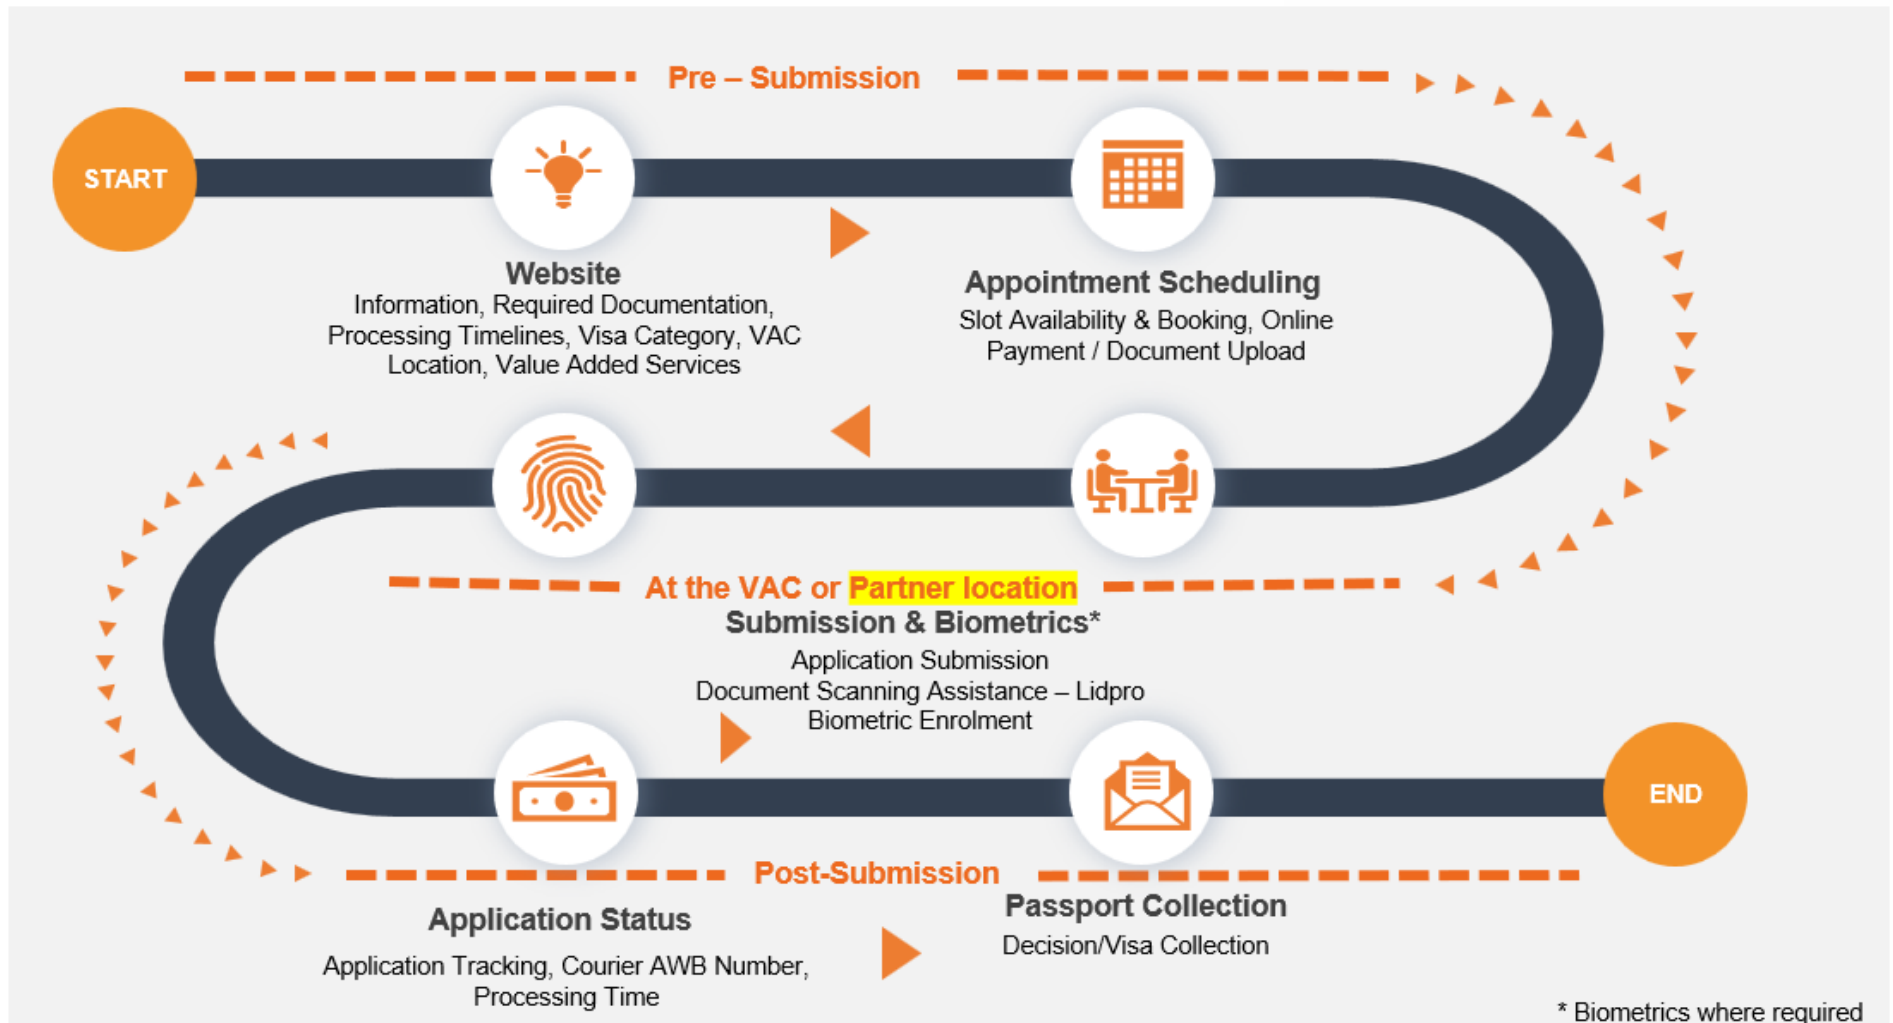 Pre – Submission
START
Website
Information, Required Documentation,
Processing Timelines, Visa Category, VAC
Location, Value Added Services
Appointment Scheduling
Slot Availability & Booking, Online
Payment / Document Upload
At the VAC or Partner location
Submission & Biometrics*
Application Submission
Document Scanning Assistance – Lidpro
Biometric Enrolment
END
Post-Submission
Application Status
Application Tracking, Courier AWB Number,
Processing Time
Passport Collection
Decision/Visa Collection
* Biometrics where required